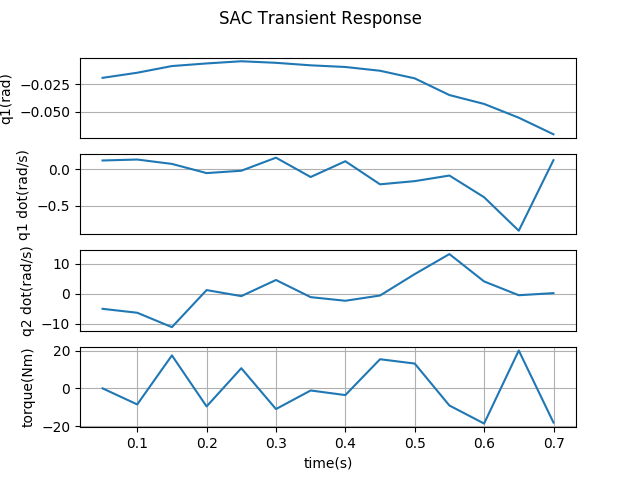 SAC Transient Response
q1(rad)
−0.025
−0.050
q1 dot(rad/s)
0.0
−0.5
q2 dot(rad/s)
10
0
−10
torque(Nm)
20
0
−20
0.1 0.2 0.3 0.4 0.5 0.6 0.7
time(s)